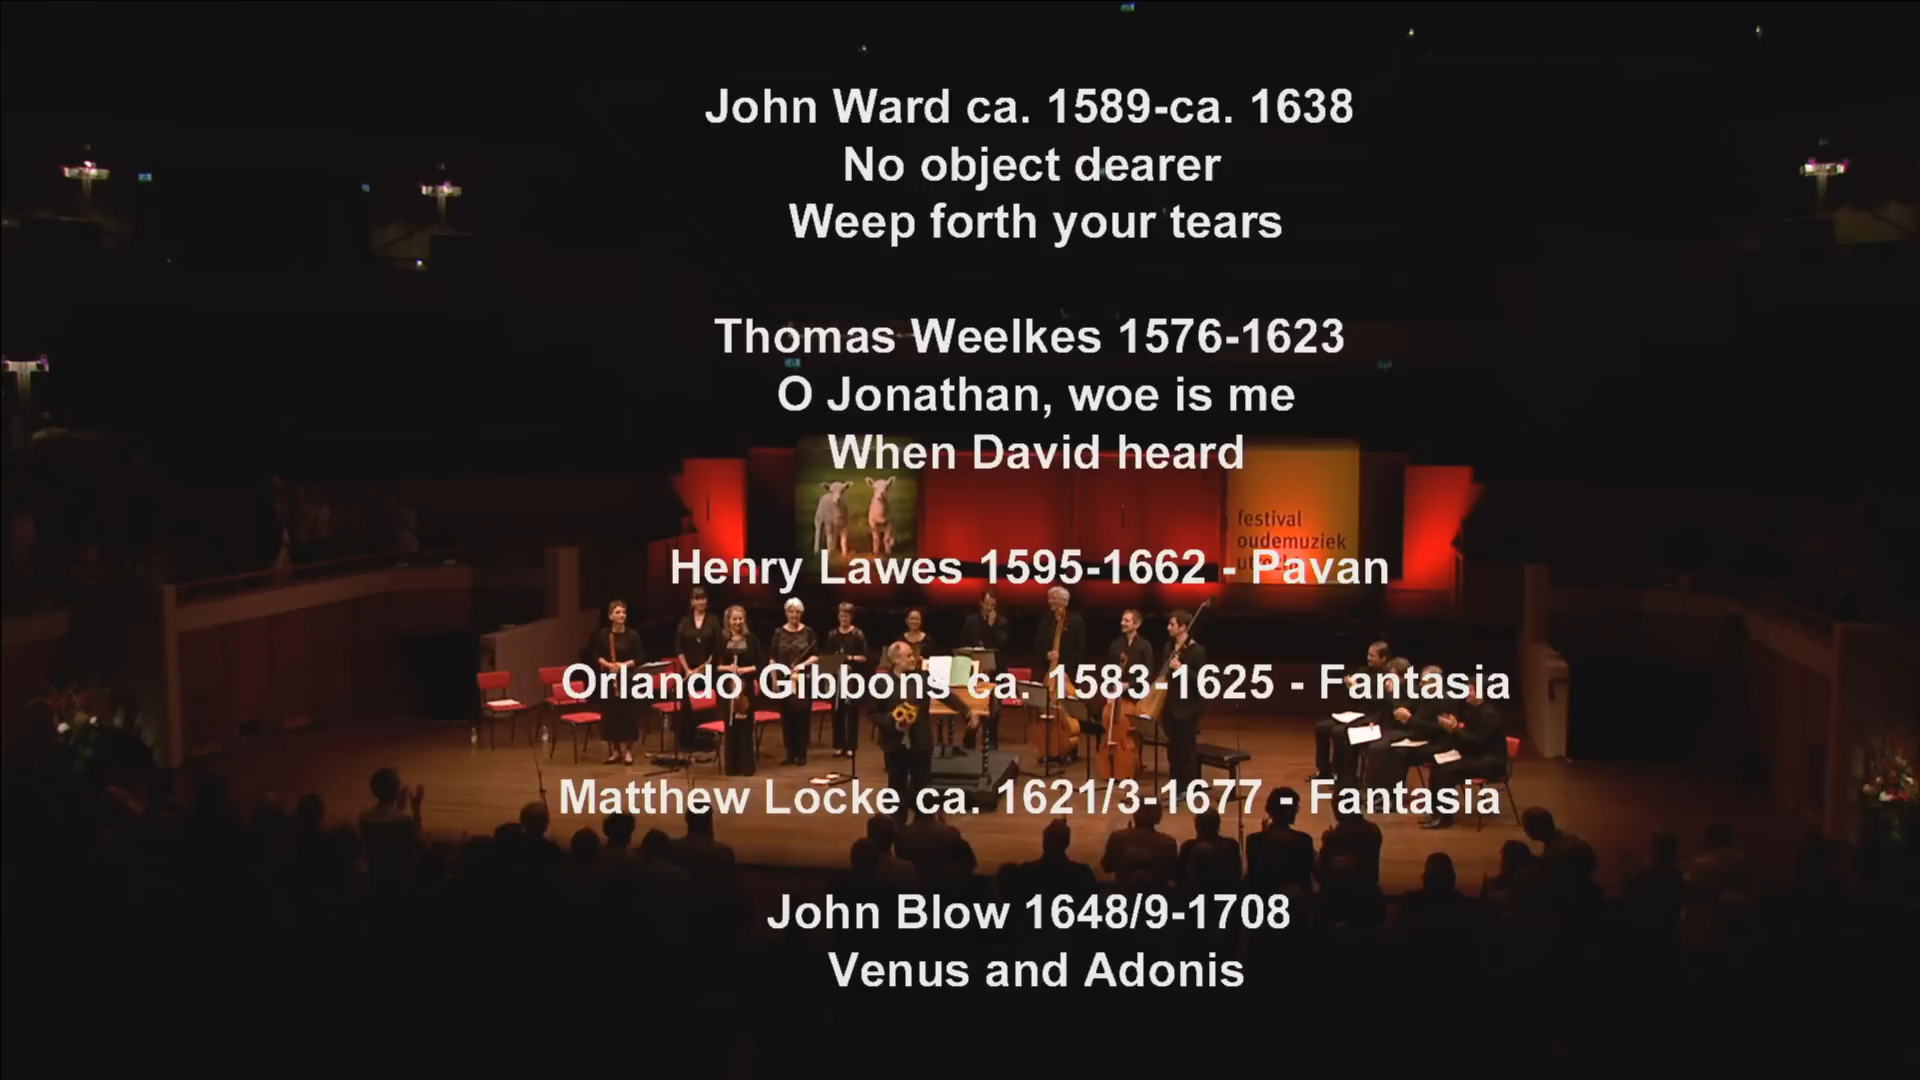 John Ward ca. 1589-ca. 1638
No object dearer
Weep forth your tears
Thomas Weelkes 1576-1623
O Jonathan, woe is me
When David heard
festival
oudemuziek
Henry Lawes 1595-1662 - Pavan
Orlando Gibbons ca. 1583-1625 - Fantasia
Matthew Locke ca. 1621/3-1677 - Fantasia
John Blow 1648/9-1708
Venus and Adonis